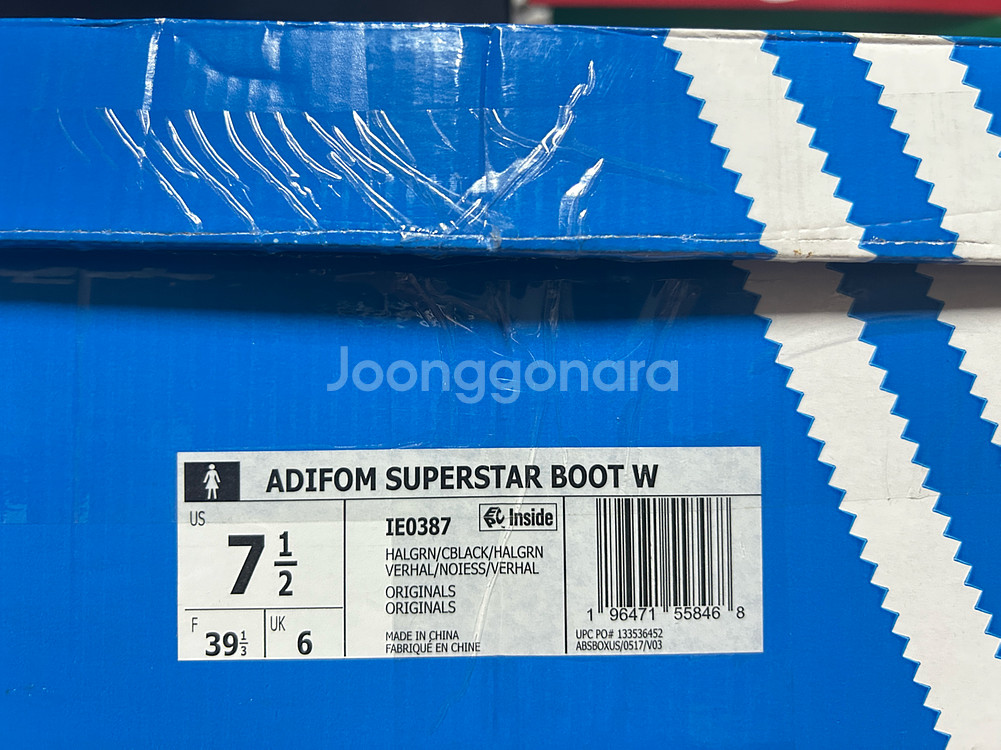 Joonggonara
ADIFOM SUPERSTAR BOOT W
US
7 1/2
F 39 1/3
UK 6
IE0387
Inside
HALGRN/CBLACK/HALGRN
VERHAL/NOIESS/VERHAL
ORIGINALS
ORIGINALS
MADE IN CHINA
FABRIQUÉ EN CHINE
1 96471 55846 8
UPC PO# 133536452
ABSBOXUS/0517/V03